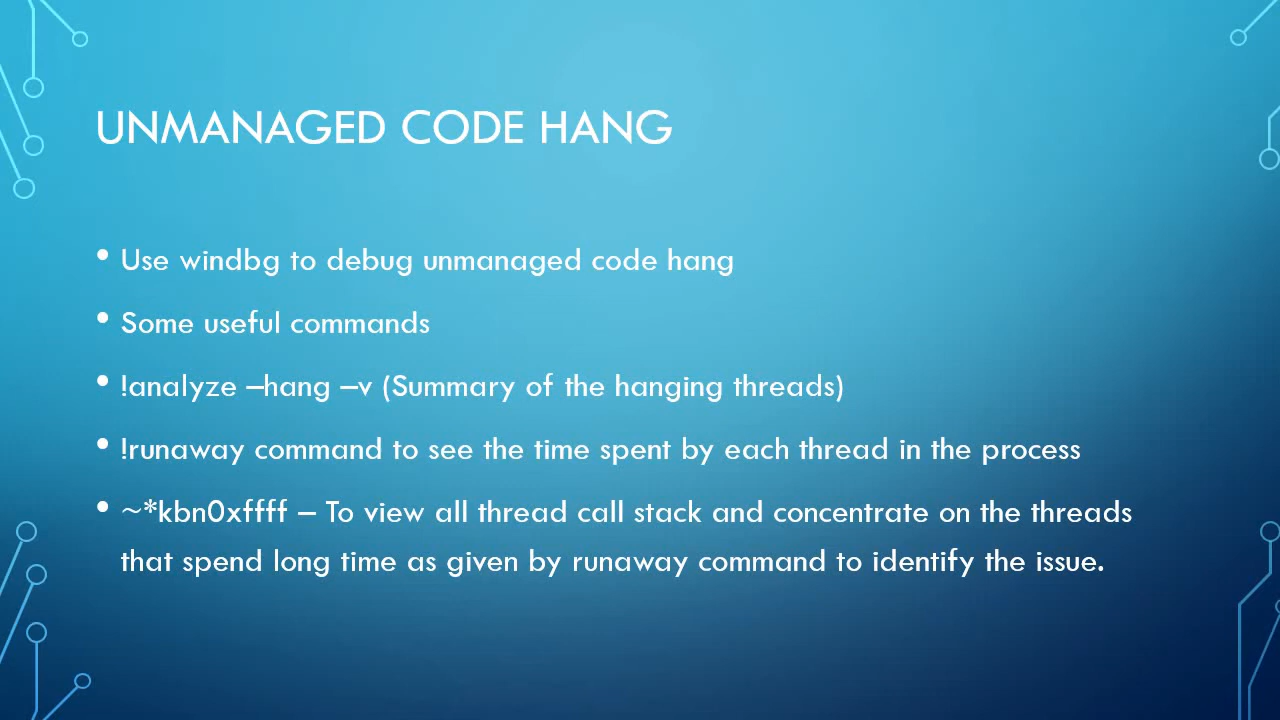 UNMANAGED CODE HANG
• Use windbg to debug unmanaged code hang
• Some useful commands
• !analyze –hang –v (Summary of the hanging threads)
• !runaway command to see the time spent by each thread in the process
• ~*kbn0xffff – To view all thread call stack and concentrate on the threads
that spend long time as given by runaway command to identify the issue.